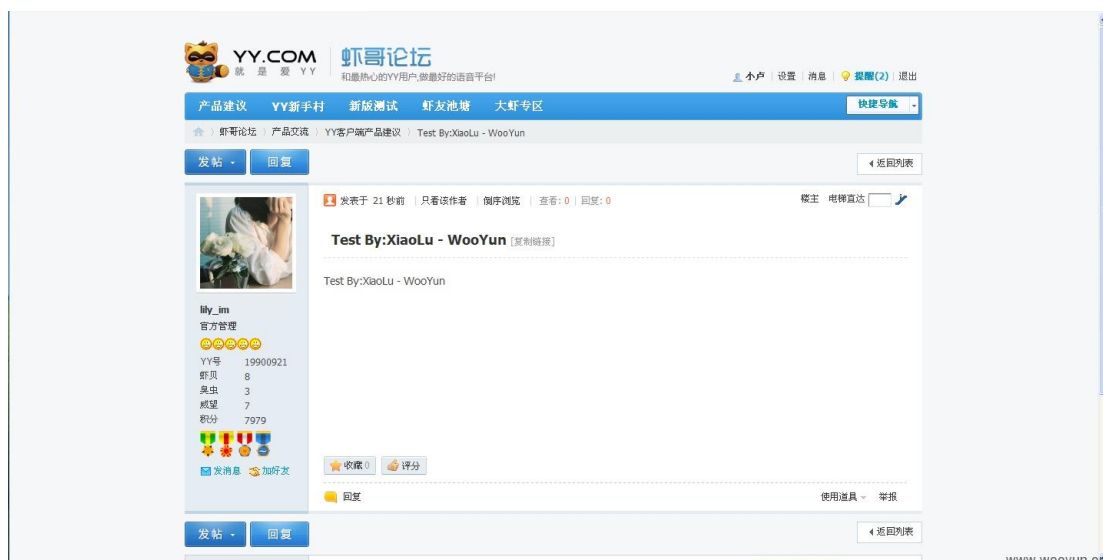 YY.COM 虾哥论坛
就是爱YY 和最热心的YY用户,做最好的语音平台!
小卢 设置 消息 提醒(2) 退出
产品建议 YY新手村 新版测试 虾友池塘 大虾专区 快捷导航
虾哥论坛 产品交流 YY客户端产品建议 Test By:XiaoLu - WooYun
发帖 回复 返回列表
发表于 21 秒前 只看该作者 倒序浏览 查看: 0 回复: 0 楼主 电梯直达
Test By:XiaoLu - WooYun [复制链接]
Test By:XiaoLu - WooYun
lily_im
官方管理
YY号 19900921
虾贝 8
臭虫 3
威望 7
积分 7979
发消息 加好友
收藏 0 评分
回复 使用道具 举报
发帖 回复 返回列表